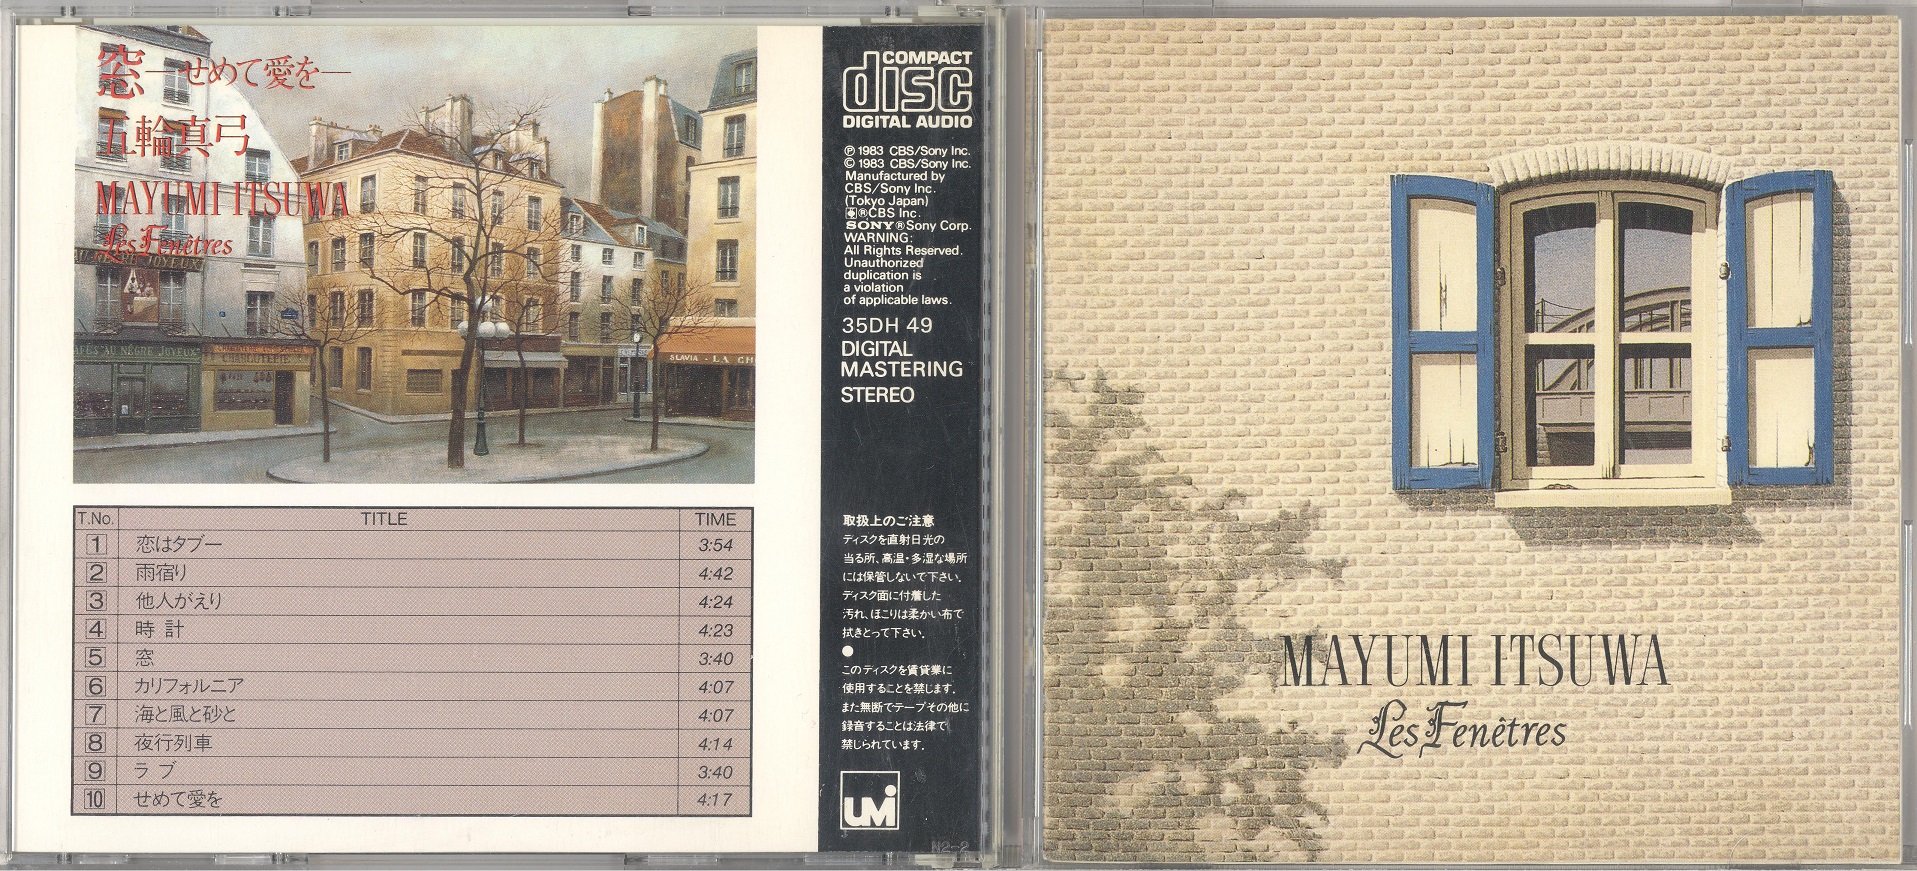 窓—せめて愛を—
五輪真弓
MAYUMI ITSUWA
Les Fenêtres
AU NEGRE JOYEUX
CAFÉS "AU NEGRE JOYEUX"
SLAVIA - LA CH
T.No. TITLE TIME
1 恋はタブー 3:54
2 雨宿り 4:42
3 他人がえり 4:24
4 時計 4:23
5 窓 3:40
6 カリフォルニア 4:07
7 海と風と砂と 4:07
8 夜行列車 4:14
9 ラブ 3:40
10 せめて愛を 4:17
COMPACT
disc
DIGITAL AUDIO
℗ 1983 CBS/Sony Inc.
© 1983 CBS/Sony Inc.
Manufactured by
CBS/Sony Inc.
(Tokyo Japan)
®CBS Inc.
SONY®Sony Corp.
WARNING:
All Rights Reserved.
Unauthorized
duplication is
a violation
of applicable laws.
35DH 49
DIGITAL
MASTERING
STEREO
取扱上のご注意
ディスクを直射日光の
当る所、高温・多湿な場所
には保管しないで下さい。
ディスク面に付着した
汚れ、ほこりは柔かい布で
拭きとって下さい。
●
このディスクを賃貸業に
使用することを禁じます。
また無断でテープその他に
録音することは法律で
禁じられています。
UMI
N2-2
MAYUMI ITSUWA
Les Fenêtres